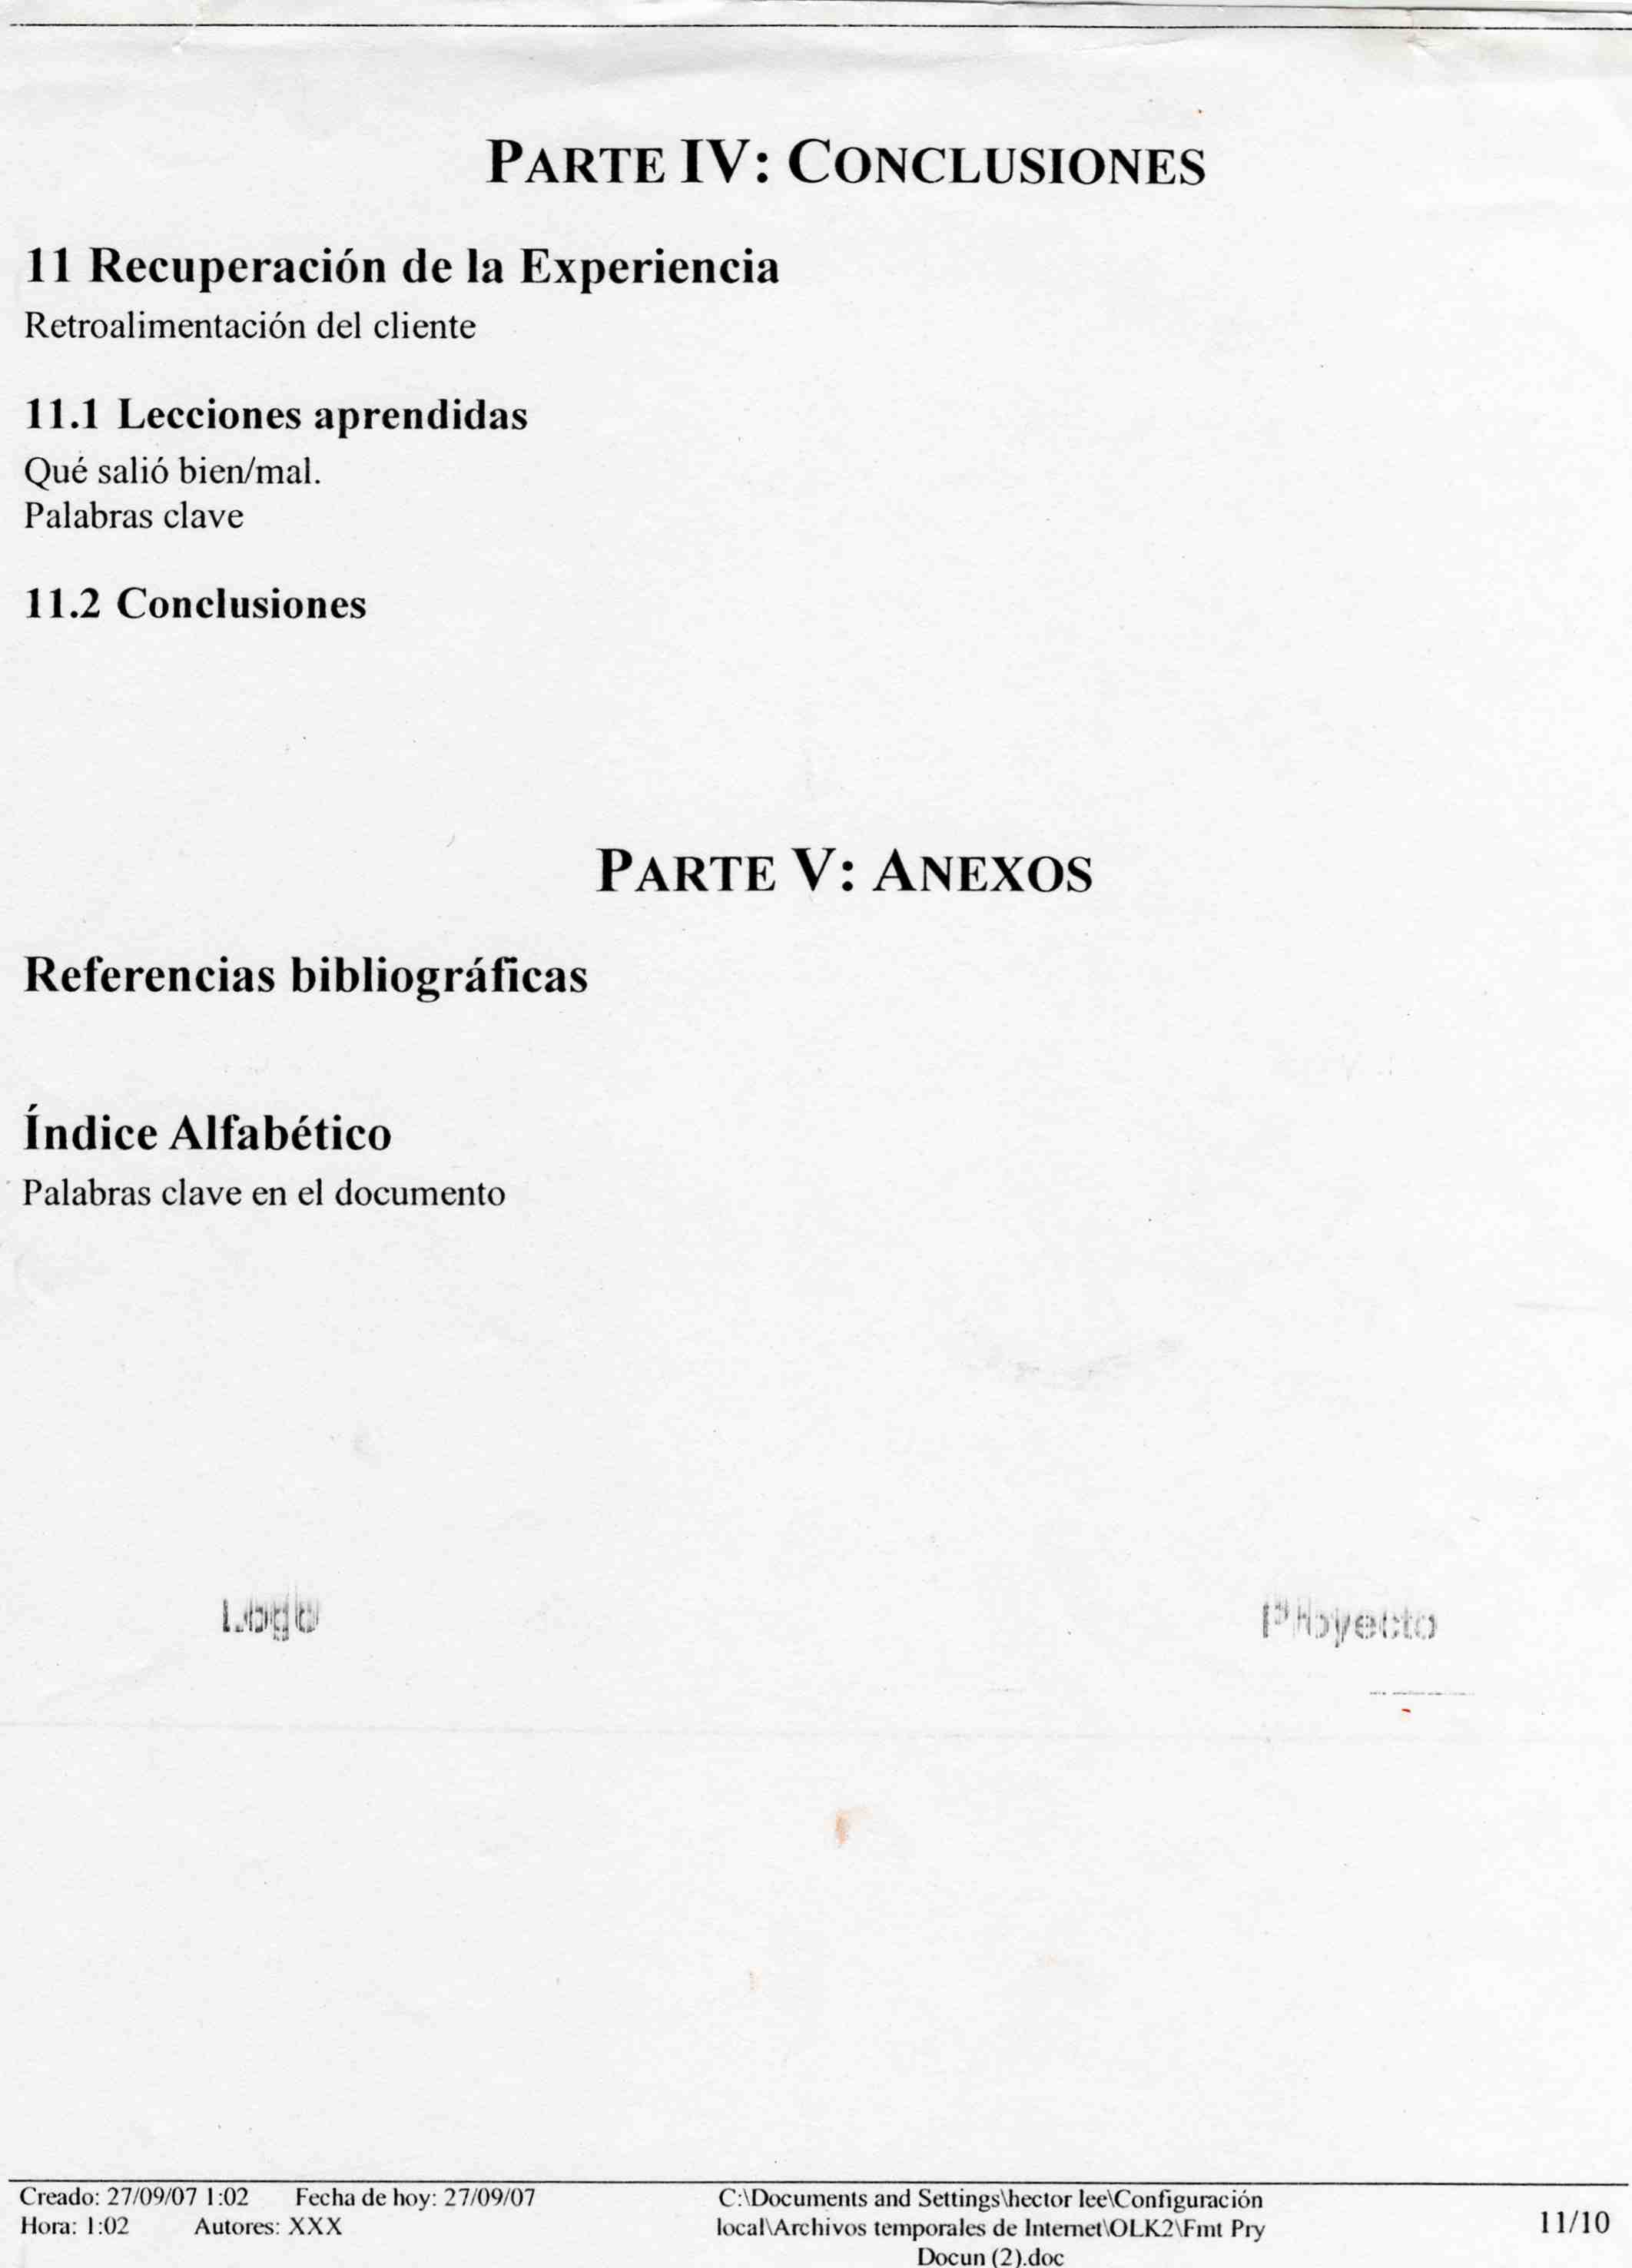 PARTE IV: CONCLUSIONES
11 Recuperación de la Experiencia
Retroalimentación del cliente
11.1 Lecciones aprendidas
Qué salió bien/mal.
Palabras clave
11.2 Conclusiones
PARTE V: ANEXOS
Referencias bibliográficas
Índice Alfabético
Palabras clave en el documento
Logo Proyecto
Creado: 27/09/07 1:02 Fecha de hoy: 27/09/07
Hora: 1:02 Autores: XXX
C:\Documents and Settings\hector lee\Configuración
local\Archivos temporales de Internet\OLK2\Fmt Pry
Docun (2).doc
11/10